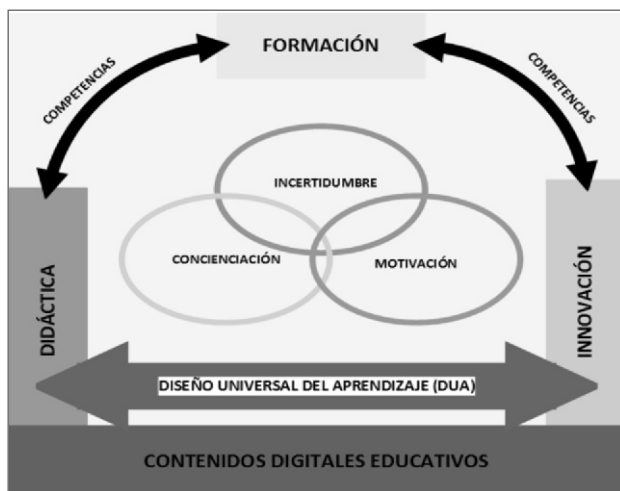 FORMACIÓN
COMPETENCIAS
COMPETENCIAS
INCERTIDUMBRE
CONCIENCIACIÓN
MOTIVACIÓN
DIDÁCTICA
INNOVACIÓN
DISEÑO UNIVERSAL DEL APRENDIZAJE (DUA)
CONTENIDOS DIGITALES EDUCATIVOS